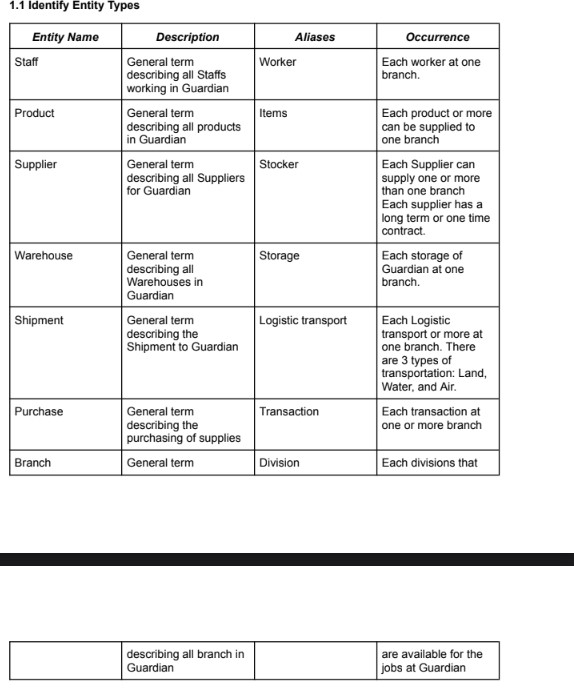 1.1 Identify Entity Types
Entity Name Description Aliases Occurrence
Staff General term Worker Each worker at one
describing all Staffs branch.
working in Guardian
Product General term Items Each product or more
describing all products can be supplied to
in Guardian one branch
Supplier General term Stocker Each Supplier can
describing all Suppliers supply one or more
for Guardian than one branch
Each supplier has a
long term or one time
contract.
Warehouse General term Storage Each storage of
describing all Guardian at one
Warehouses in branch.
Guardian
Shipment General term Logistic transport Each Logistic
describing the transport or more at
Shipment to Guardian one branch. There
are 3 types of
transportation: Land,
Water, and Air.
Purchase General term Transaction Each transaction at
describing the one or more branch
purchasing of supplies
Branch General term Division Each divisions that
describing all branch in are available for the
Guardian jobs at Guardian